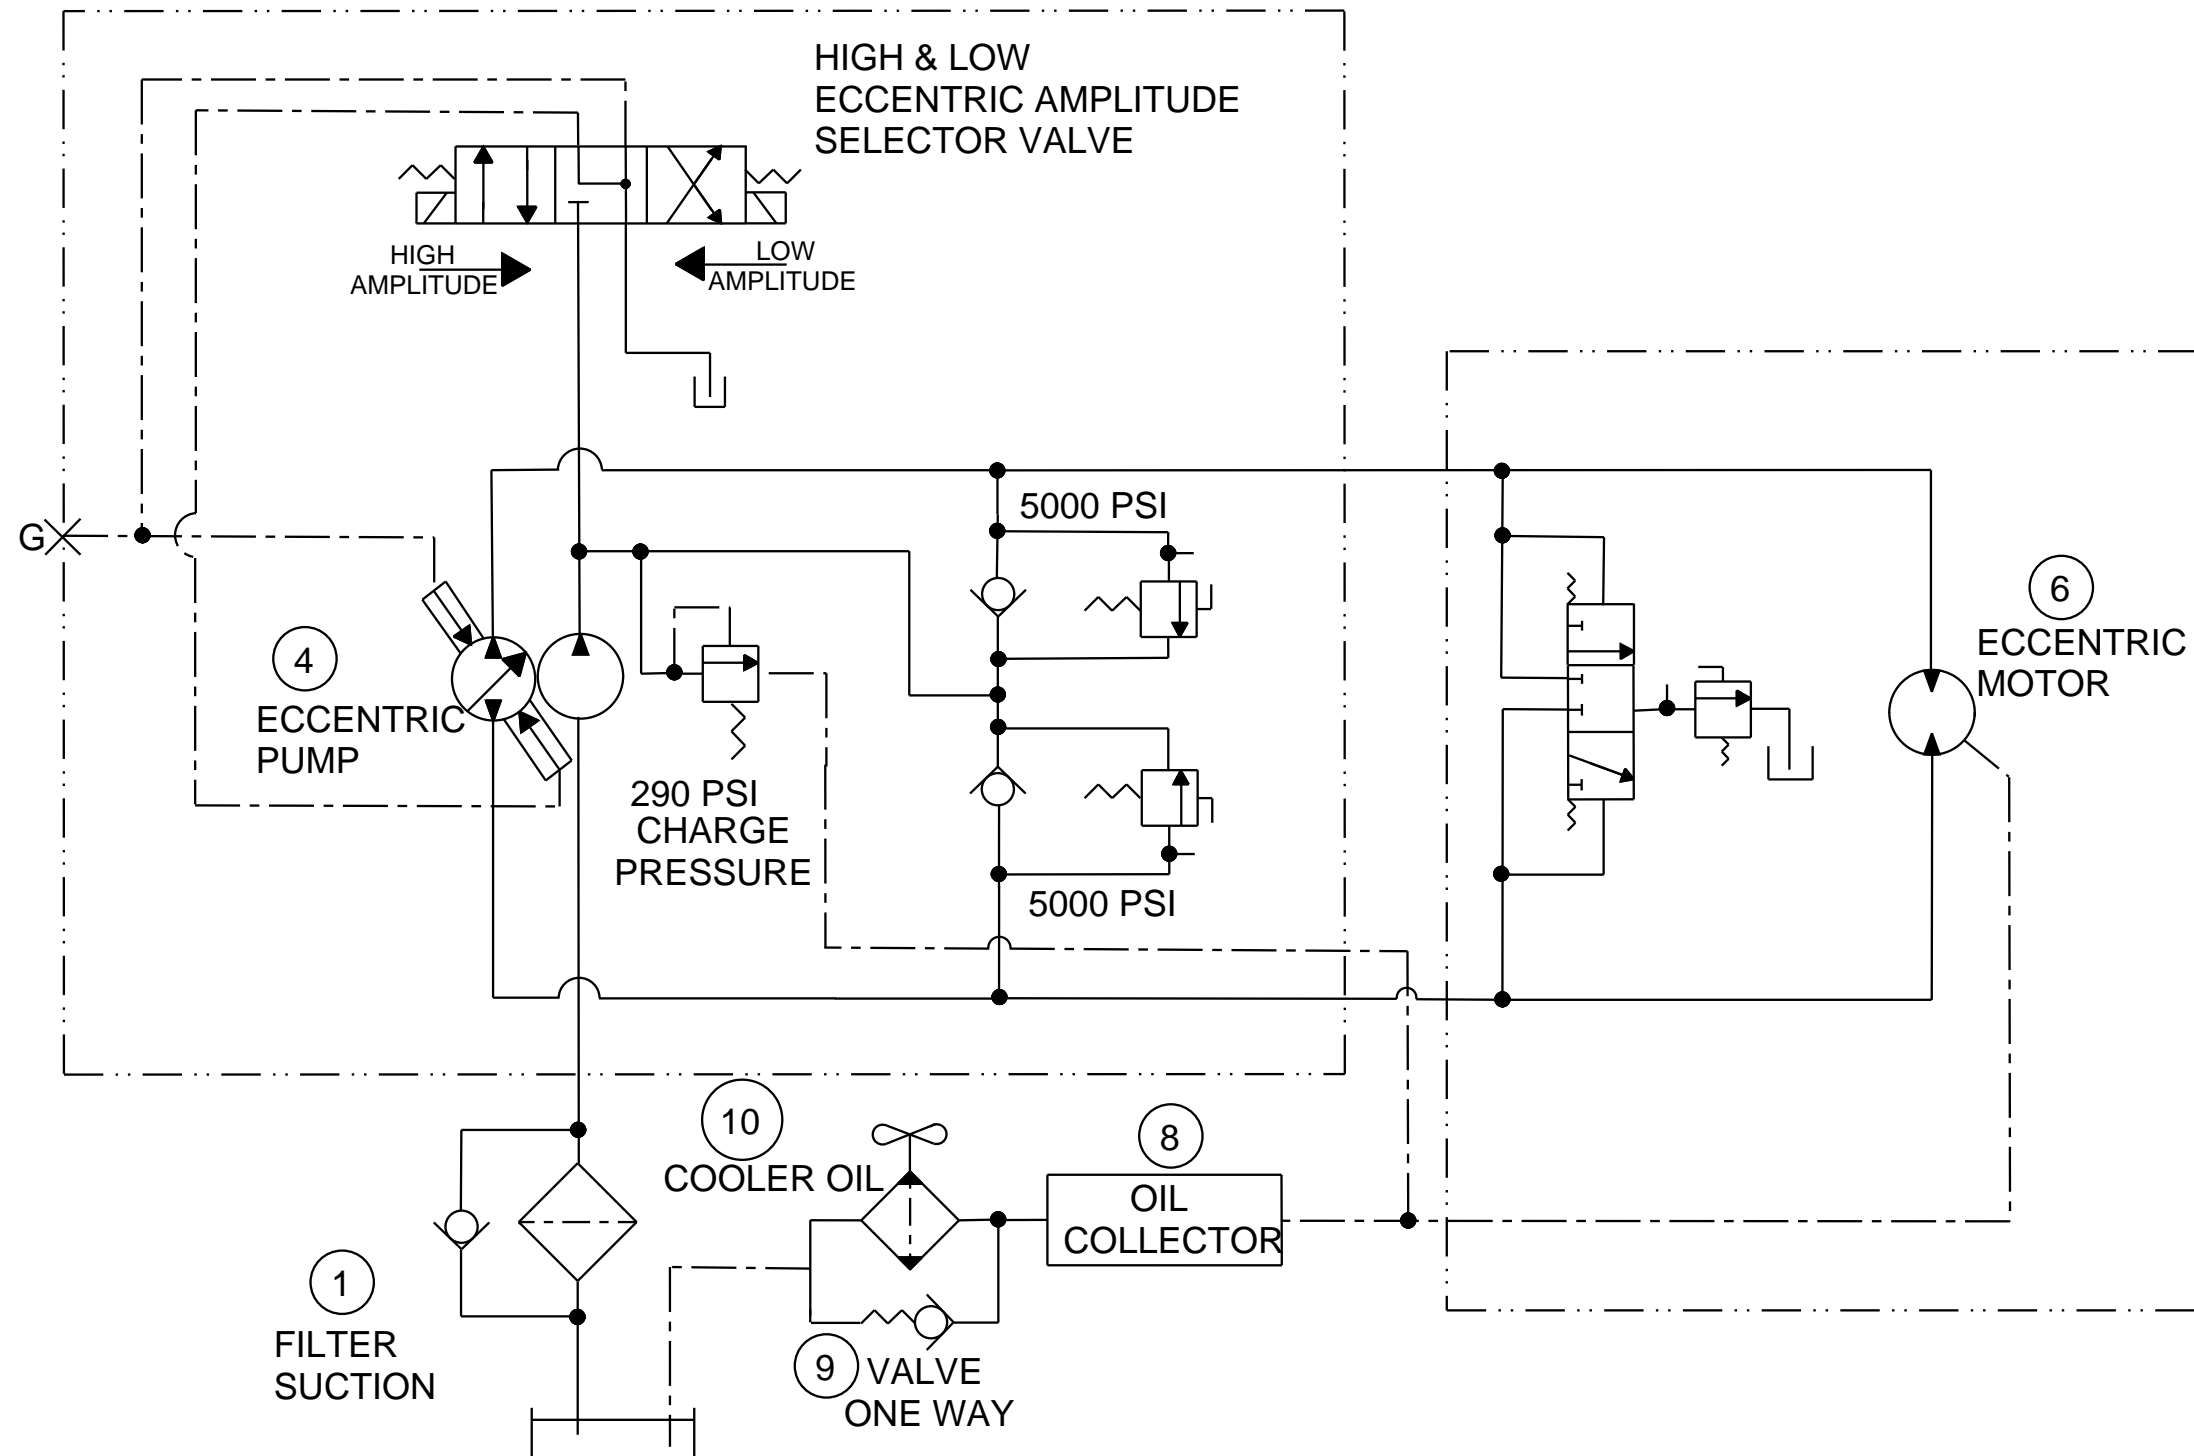 HIGH & LOW
ECCENTRIC AMPLITUDE
SELECTOR VALVE
HIGH
AMPLITUDE
LOW
AMPLITUDE
5000 PSI
G
4
ECCENTRIC
PUMP
6
ECCENTRIC
MOTOR
290 PSI
CHARGE
PRESSURE
5000 PSI
10
COOLER OIL
8
OIL
COLLECTOR
1
FILTER
SUCTION
9
VALVE
ONE WAY